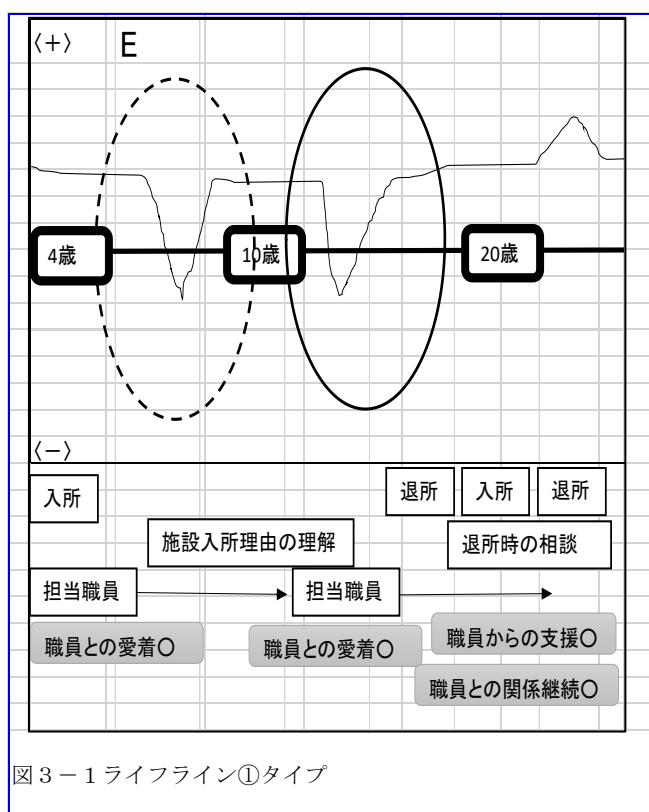 〈+〉 E
4歳 10歳 20歳
〈−〉
入所 退所 入所 退所
施設入所理由の理解 退所時の相談
担当職員 担当職員
職員との愛着〇 職員との愛着〇 職員からの支援〇
職員との関係継続〇
図3-1ライフライン①タイプ